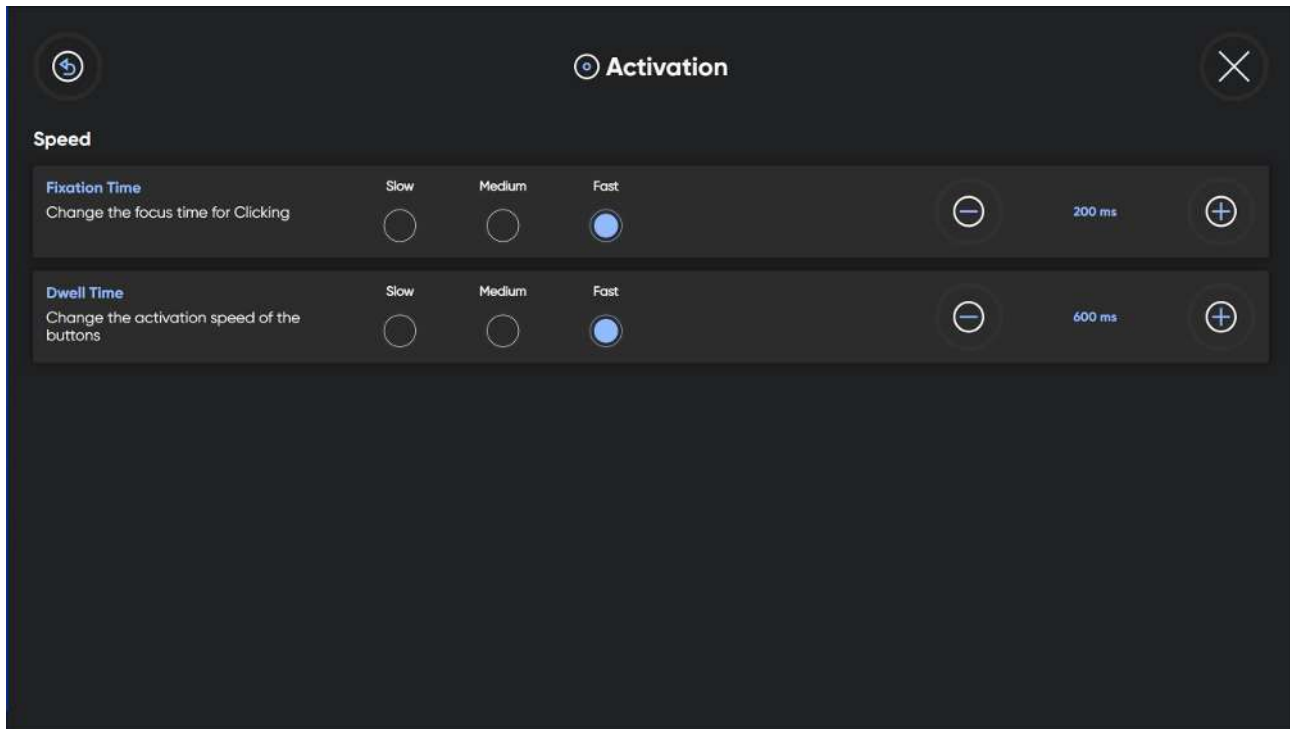 Activation
Speed
Fixation Time
Change the focus time for Clicking
Slow Medium Fast
200 ms
Dwell Time
Change the activation speed of the
buttons
Slow Medium Fast
600 ms